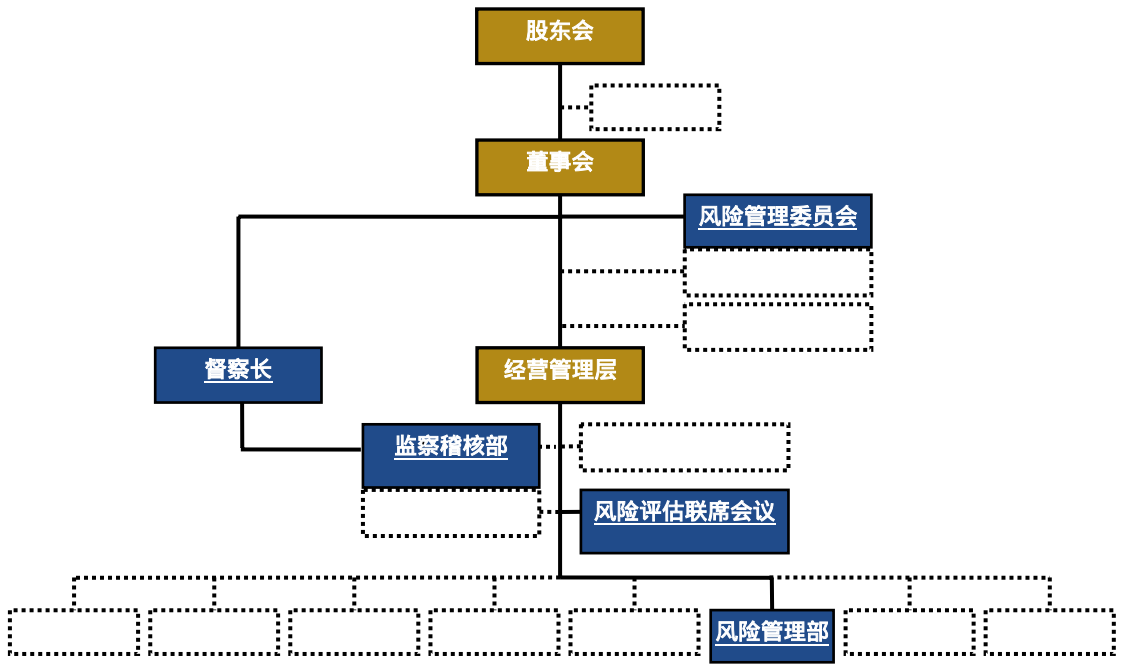 股东会
董事会
风险管理委员会
督察长
经营管理层
监察稽核部
风险评估联席会议
风险管理部